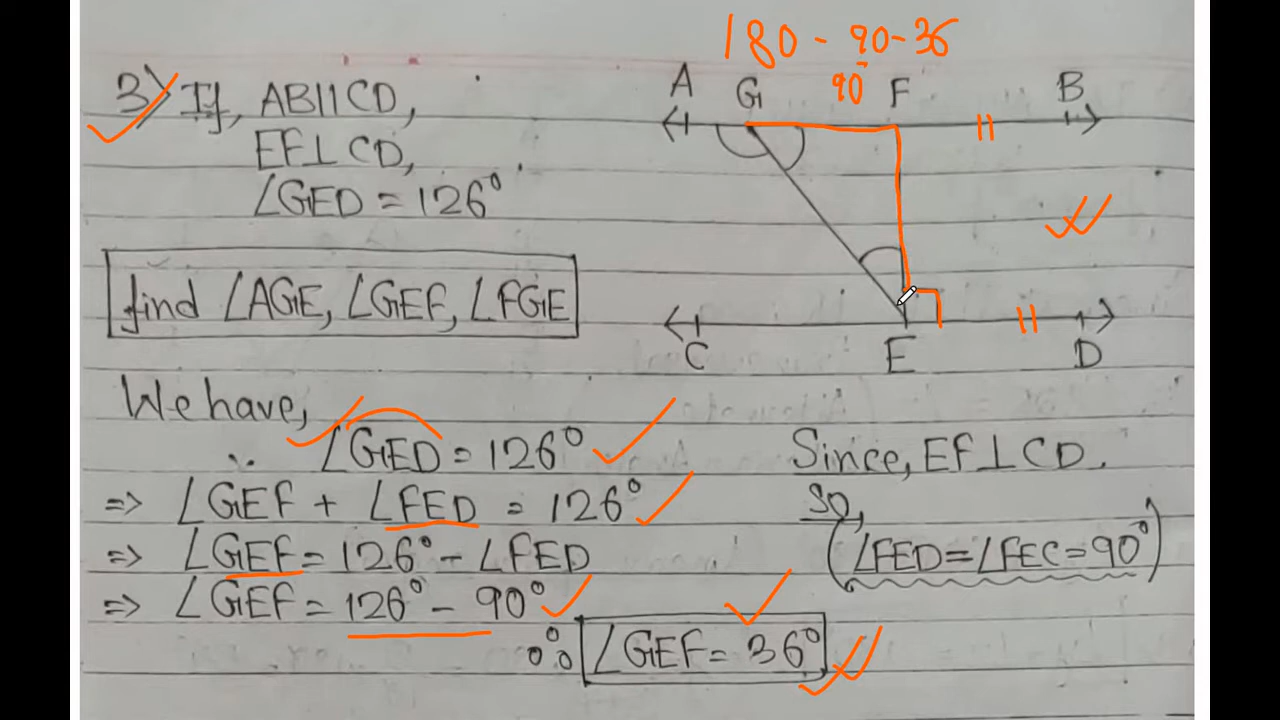 180 - 90 - 36
90
3) If, AB||CD,
EF⊥CD,
∠GED = 126°
find ∠AGE, ∠GEF, ∠FGE
A G F B
C E D
We have,
∴ ∠GED = 126°
⇒ ∠GEF + ∠FED = 126°
⇒ ∠GEF = 126° - ∠FED
⇒ ∠GEF = 126° - 90°
∴ ∠GEF = 36°
Since, EF⊥CD.
So,
(∠FED = ∠FEC = 90°)